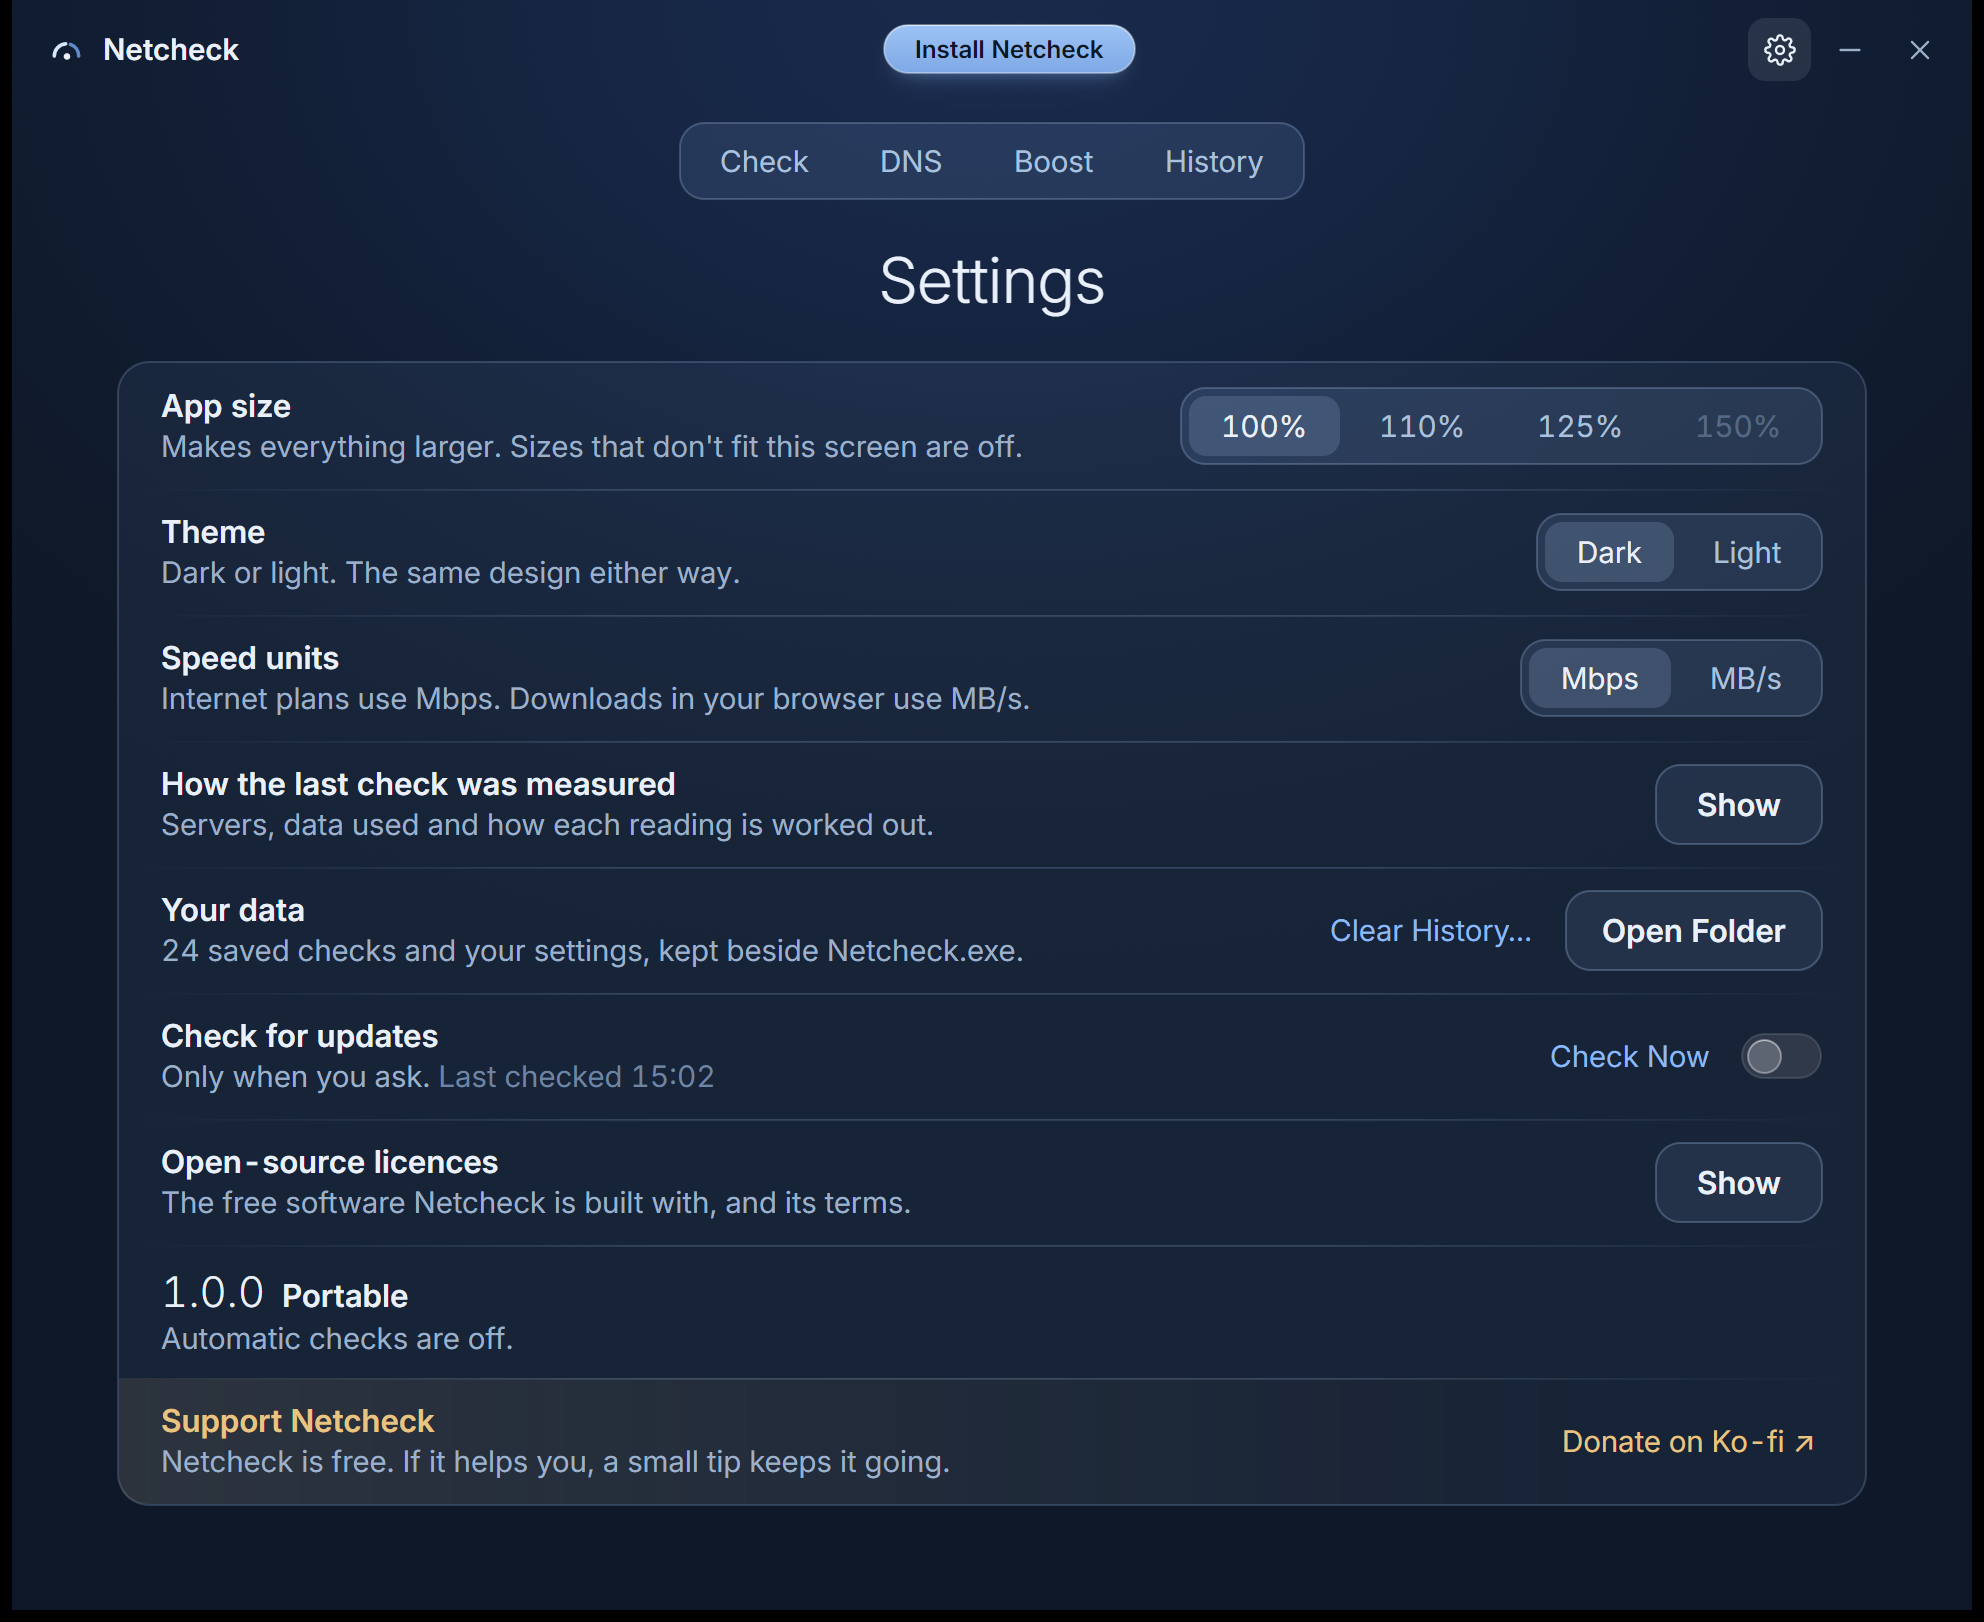 Netcheck
Install Netcheck
Check DNS Boost History
Settings
App size
Makes everything larger. Sizes that don't fit this screen are off.
100% 110% 125% 150%
Theme
Dark or light. The same design either way.
Dark Light
Speed units
Internet plans use Mbps. Downloads in your browser use MB/s.
Mbps MB/s
How the last check was measured
Servers, data used and how each reading is worked out.
Show
Your data
24 saved checks and your settings, kept beside Netcheck.exe.
Clear History... Open Folder
Check for updates
Only when you ask. Last checked 15:02
Check Now
Open-source licences
The free software Netcheck is built with, and its terms.
Show
1.0.0 Portable
Automatic checks are off.
Support Netcheck
Netcheck is free. If it helps you, a small tip keeps it going.
Donate on Ko-fi ↗